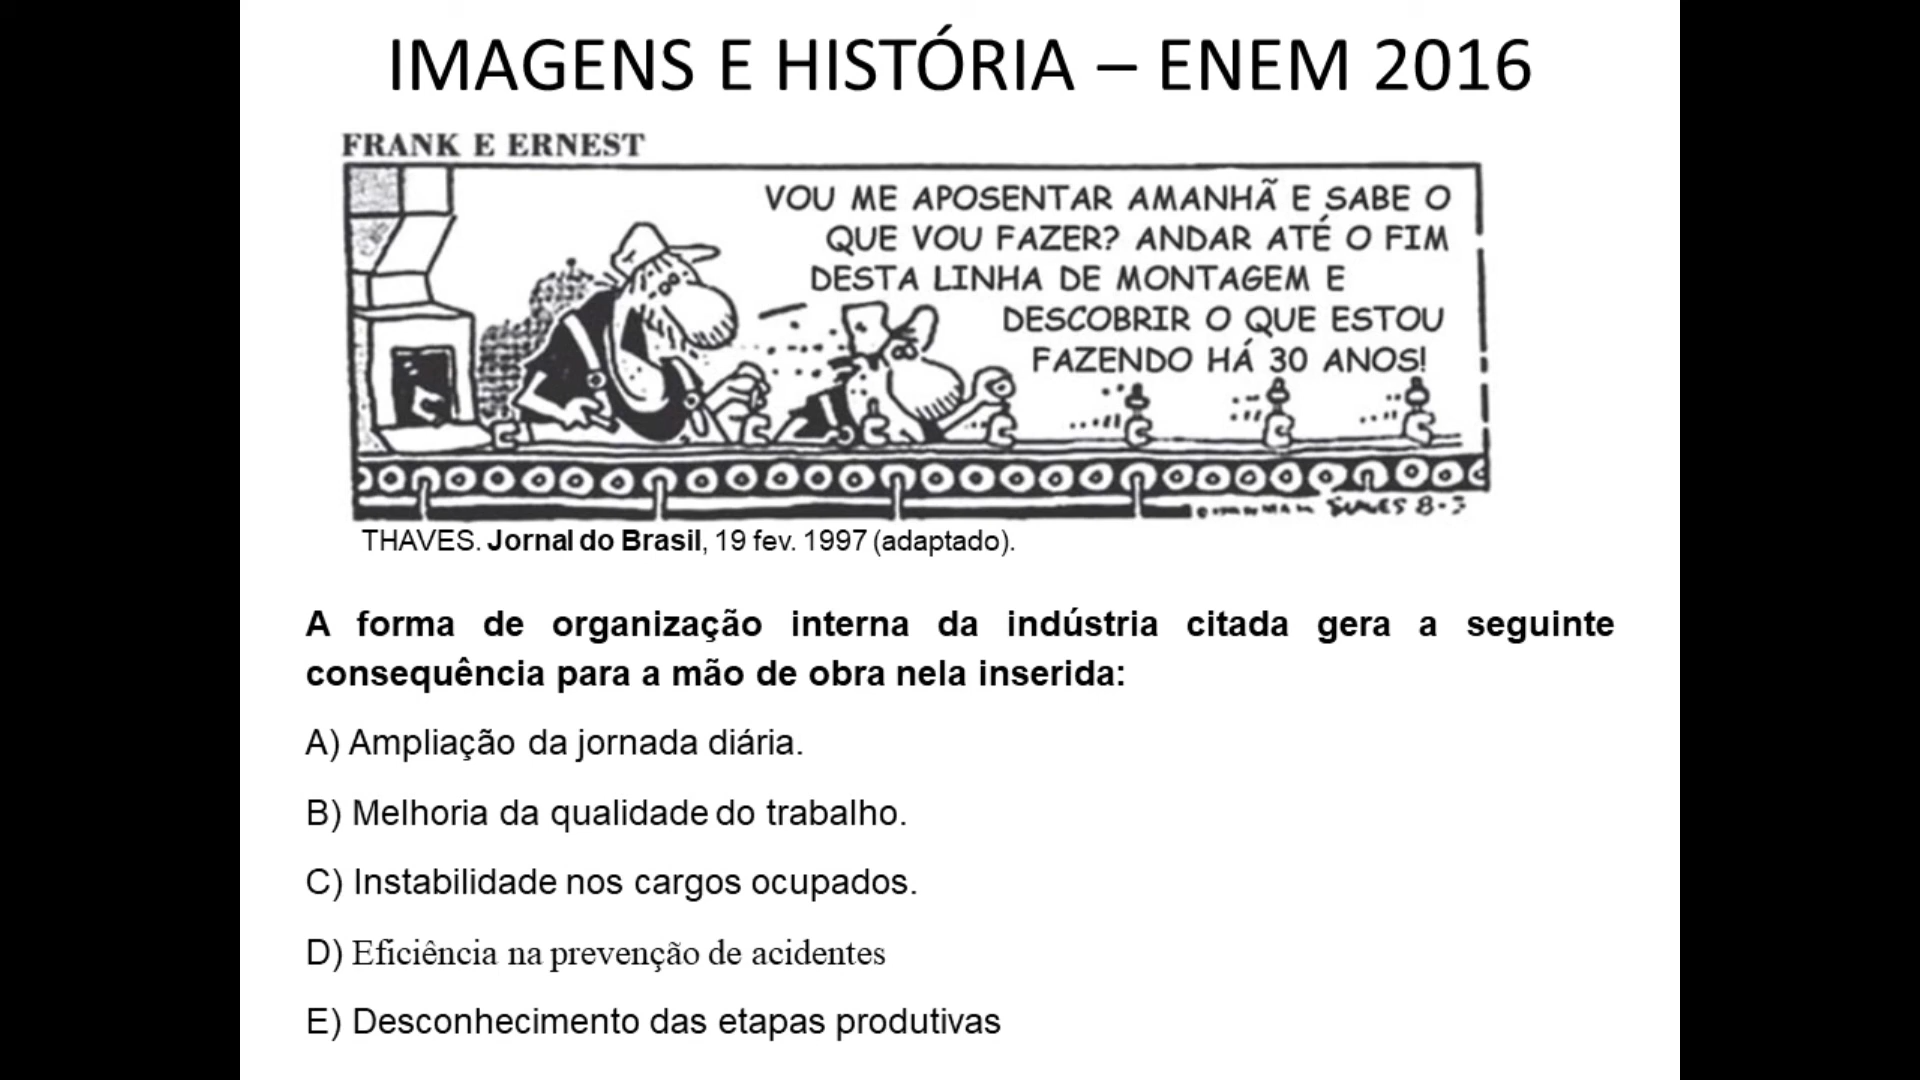 IMAGENS E HISTÓRIA – ENEM 2016
FRANK E ERNEST
VOU ME APOSENTAR AMANHÃ E SABE O
QUE VOU FAZER? ANDAR ATÉ O FIM
DESTA LINHA DE MONTAGEM E
DESCOBRIR O QUE ESTOU
FAZENDO HÁ 30 ANOS!
THAVES. Jornal do Brasil, 19 fev. 1997 (adaptado).
A forma de organização interna da indústria citada gera a seguinte
consequência para a mão de obra nela inserida:
A) Ampliação da jornada diária.
B) Melhoria da qualidade do trabalho.
C) Instabilidade nos cargos ocupados.
D) Eficiência na prevenção de acidentes
E) Desconhecimento das etapas produtivas